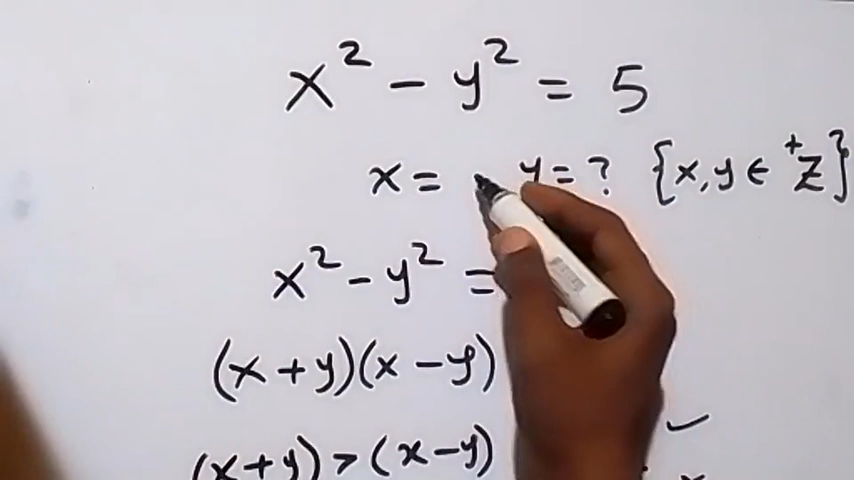 x² - y² = 5
x = y = ? {x, y ∈ ⁺Z}
x² - y² =
(x + y)(x - y)
(x + y) > (x - y)